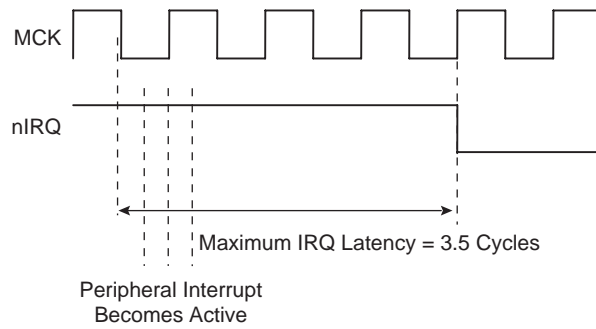 MCK
nIRQ
Maximum IRQ Latency = 3.5 Cycles
Peripheral Interrupt
Becomes Active